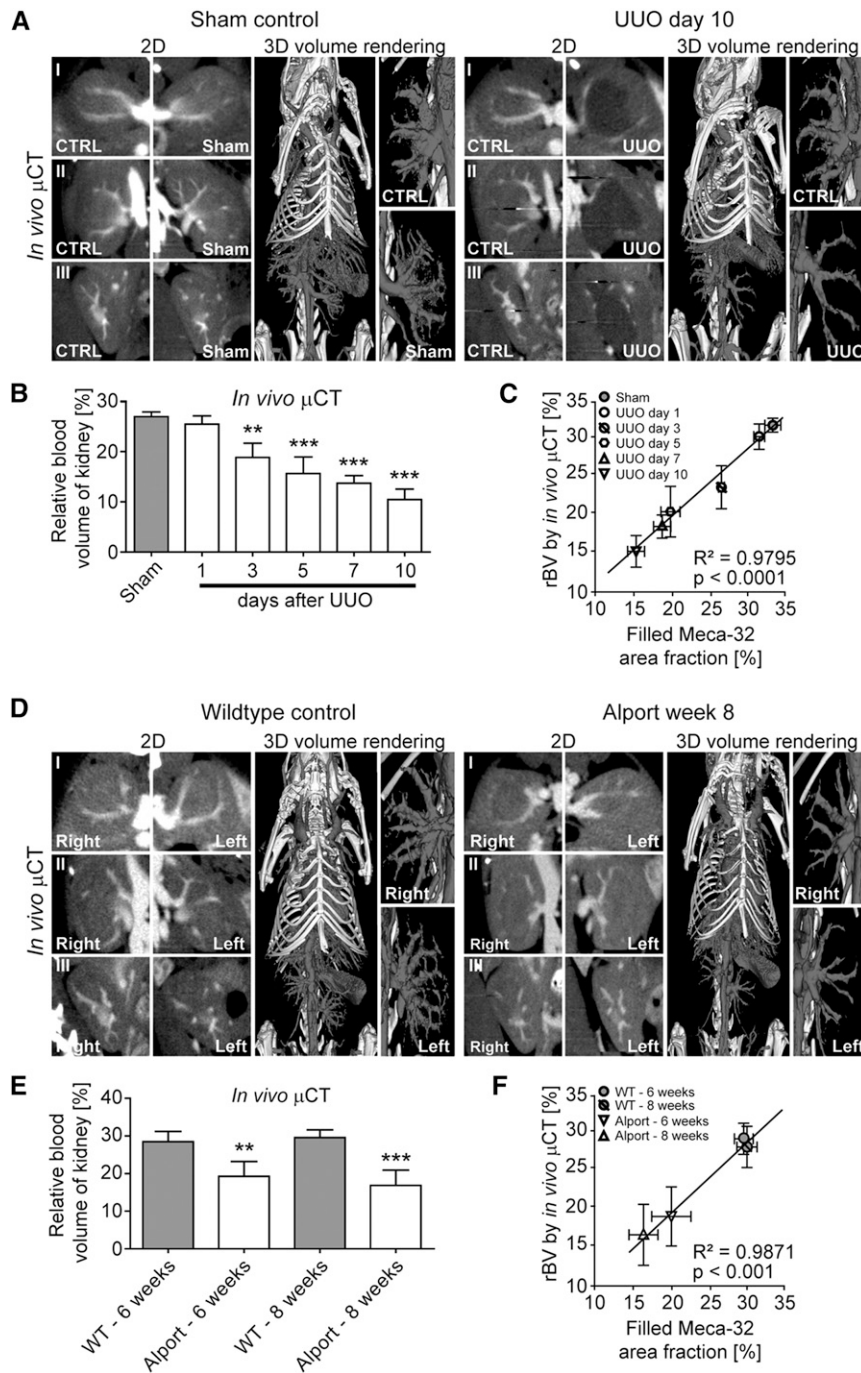 A
Sham control
UUO day 10
2D
3D volume rendering
2D
3D volume rendering
In vivo μCT
I
CTRL
Sham
II
CTRL
Sham
III
CTRL
Sham
CTRL
Sham
I
CTRL
UUO
II
CTRL
UUO
III
CTRL
UUO
CTRL
UUO
B
In vivo μCT
Relative blood
volume of kidney [%]
30
20
10
0
**
***
***
***
Sham
1
3
5
7
10
days after UUO
C
rBV by in vivo μCT [%]
35
30
25
20
15
10
Sham
UUO day 1
UUO day 3
UUO day 5
UUO day 7
UUO day 10
R² = 0.9795
p < 0.0001
10 15 20 25 30 35
Filled Meca-32
area fraction [%]
D
Wildtype control
Alport week 8
2D
3D volume rendering
2D
3D volume rendering
In vivo μCT
I
Right
Left
II
Right
Left
III
Right
Left
Right
Left
I
Right
Left
II
Right
Left
III
Right
Left
Right
Left
E
In vivo μCT
Relative blood
volume of kidney [%]
40
30
20
10
0
**
***
WT - 6 weeks
Alport - 6 weeks
WT - 8 weeks
Alport - 8 weeks
F
rBV by in vivo μCT [%]
35
30
25
20
15
10
WT - 6 weeks
WT - 8 weeks
Alport - 6 weeks
Alport - 8 weeks
R² = 0.9871
p < 0.001
10 15 20 25 30 35
Filled Meca-32
area fraction [%]